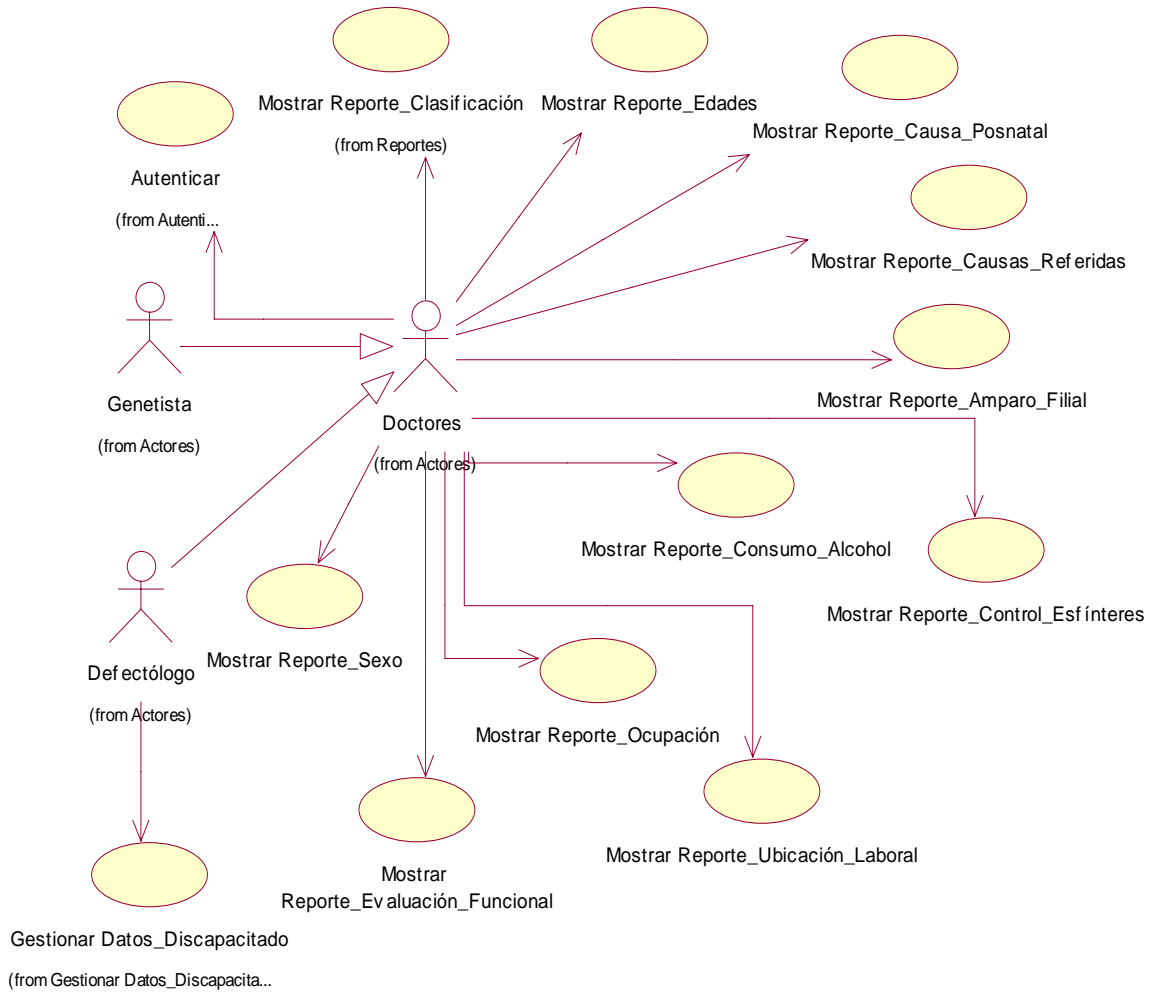 Mostrar Reporte_Clasificación
(from Reportes)
Mostrar Reporte_Edades
Mostrar Reporte_Causa_Posnatal
Autenticar
(from Autenti...
Mostrar Reporte_Causas_Referidas
Genetista
(from Actores)
Doctores
(from Actores)
Mostrar Reporte_Amparo_Filial
Mostrar Reporte_Consumo_Alcohol
Mostrar Reporte_Control_Esfínteres
Defectólogo
(from Actores)
Mostrar Reporte_Sexo
Mostrar Reporte_Ocupación
Mostrar Reporte_Ubicación_Laboral
Mostrar
Reporte_Evaluación_Funcional
Gestionar Datos_Discapacitado
(from Gestionar Datos_Discapacita...